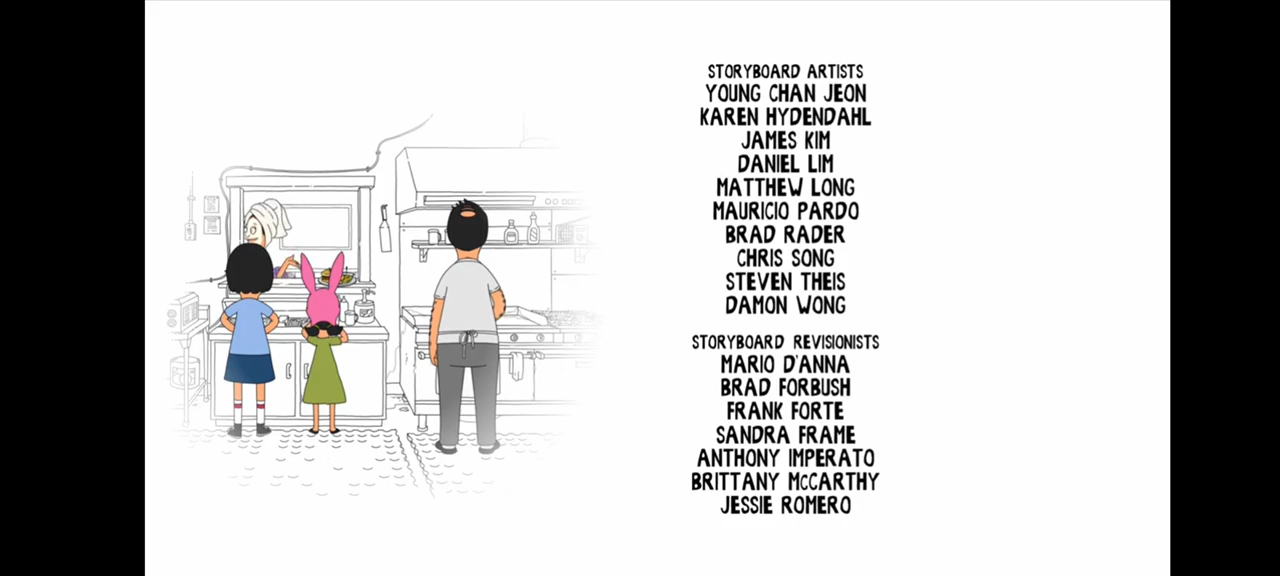 STORYBOARD ARTISTS
YOUNG CHAN JEON
KAREN HYDENDAHL
JAMES KIM
DANIEL LIM
MATTHEW LONG
MAURICIO PARDO
BRAD RADER
CHRIS SONG
STEVEN THEIS
DAMON WONG
STORYBOARD REVISIONISTS
MARIO D'ANNA
BRAD FORBUSH
FRANK FORTE
SANDRA FRAME
ANTHONY IMPERATO
BRITTANY McCARTHY
JESSIE ROMERO